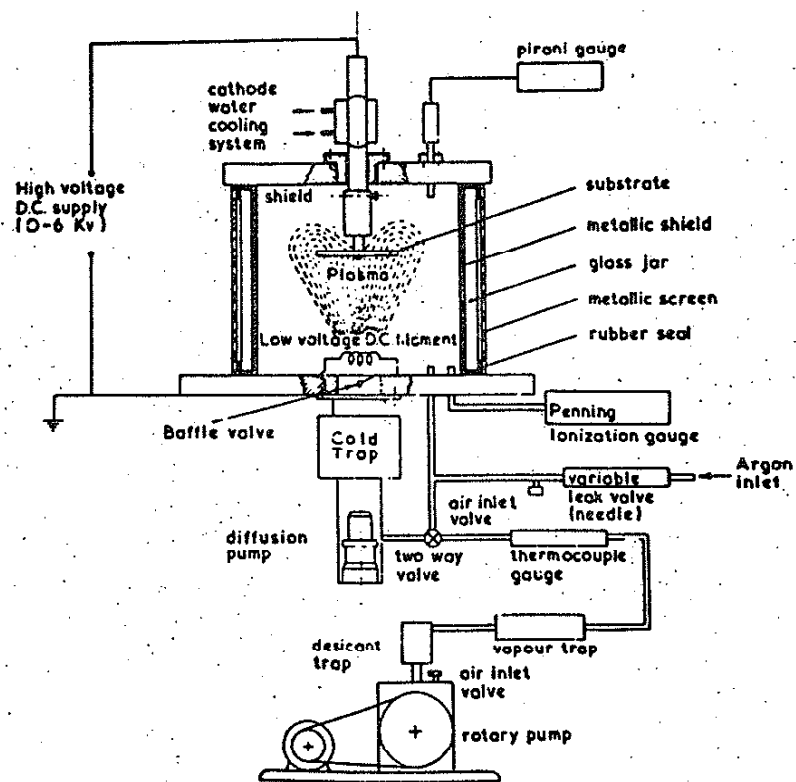 pironi gauge
cathode
water
cooling
system
High voltage
D.C. supply
(0-6 Kv)
shield
substrate
metallic shield
Plasma
glass jar
metallic screen
Low voltage D.C. filament
rubber seal
Baffle valve
Penning
Ionization gauge
Cold
Trap
Argon
inlet
variable
leak valve
(needle)
air inlet
valve
diffusion
pump
two way
valve
thermocouple
gauge
desicant
trap
vapour trap
air inlet
valve
rotary pump